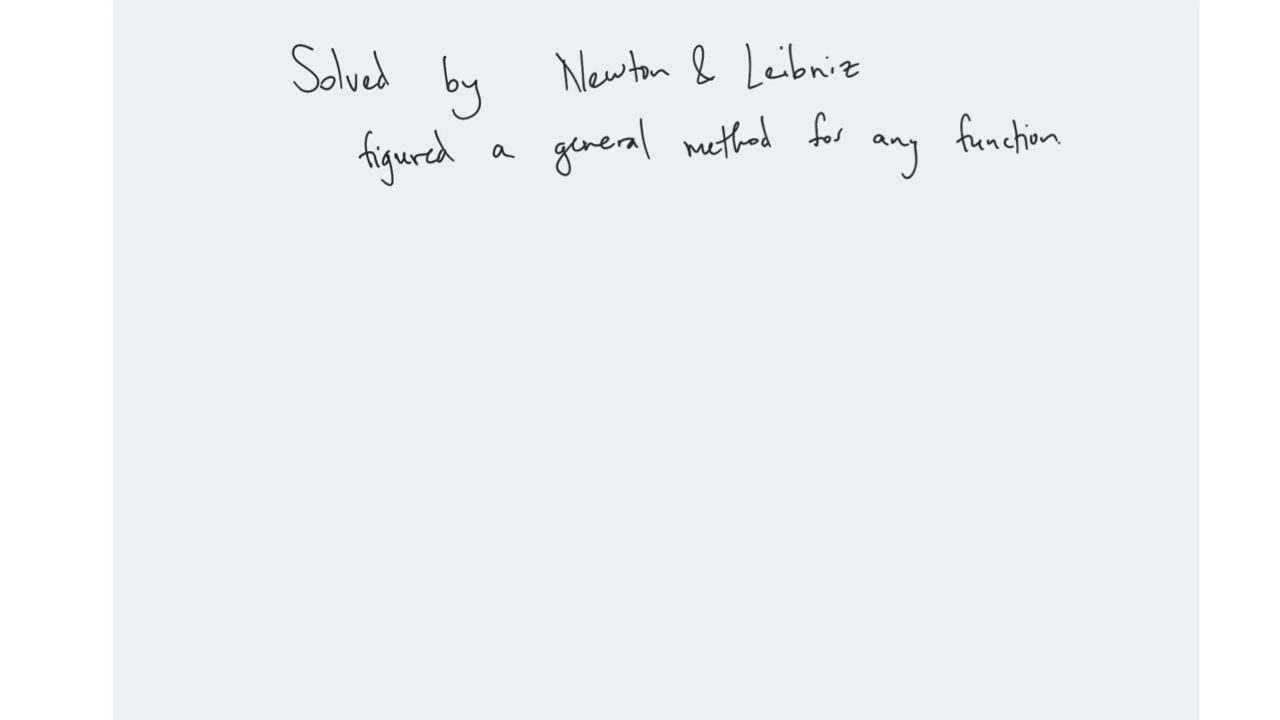 Solved by Newton & Leibniz
figured a general method for any function.